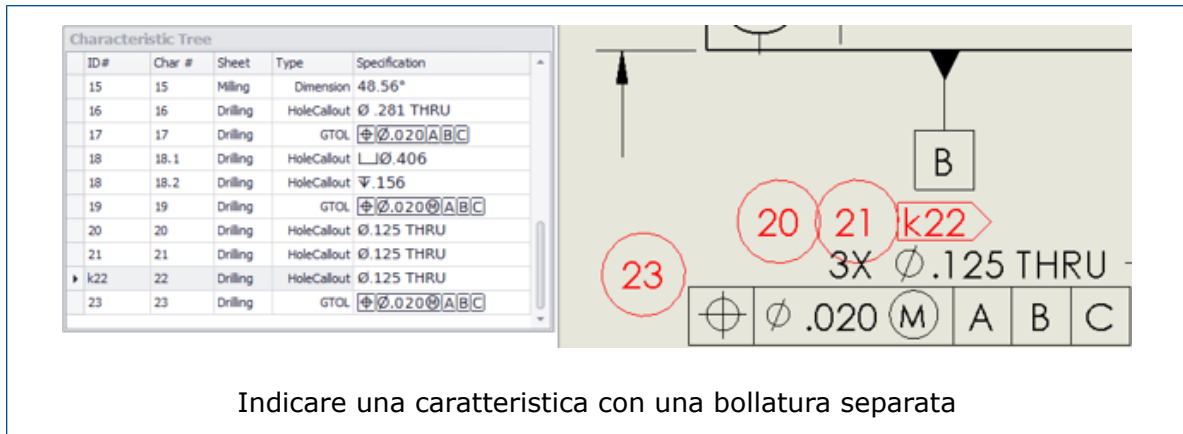 Characteristic Tree
ID# Char # Sheet Type Specification
15 15 Milling Dimension 48.56°
16 16 Drilling HoleCallout Ø .281 THRU
17 17 Drilling GTOL ⌖ Ø.020 A B C
18 18.1 Drilling HoleCallout ⌴Ø.406
18 18.2 Drilling HoleCallout ↧.156
19 19 Drilling GTOL ⌖ Ø.020Ⓜ A B C
20 20 Drilling HoleCallout Ø.125 THRU
21 21 Drilling HoleCallout Ø.125 THRU
k22 22 Drilling HoleCallout Ø.125 THRU
23 23 Drilling GTOL ⌖ Ø.020Ⓜ A B C
B
20 21 k22
23
3X Ø.125 THRU
⌖ Ø .020 Ⓜ A B C
Indicare una caratteristica con una bollatura separata